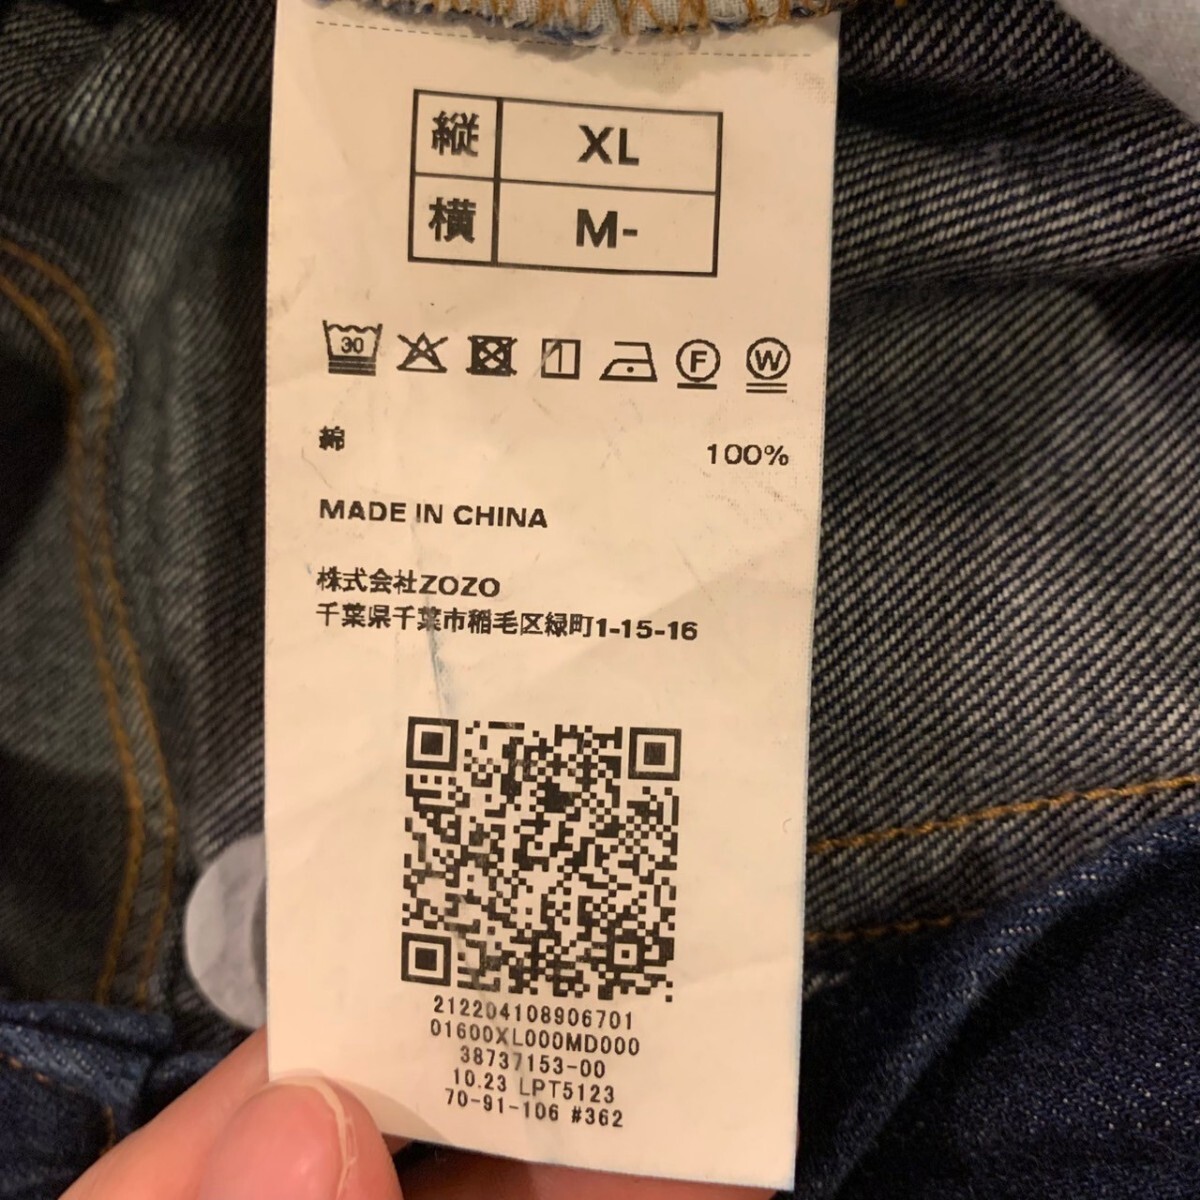 縦 XL
横 M-
30 F W
綿 100%
MADE IN CHINA
株式会社ZOZO
千葉県千葉市稲毛区緑町1-15-16
212204108906701
01600XL000MD000
38737153-00
10.23 LPT5123
70-91-106 #362